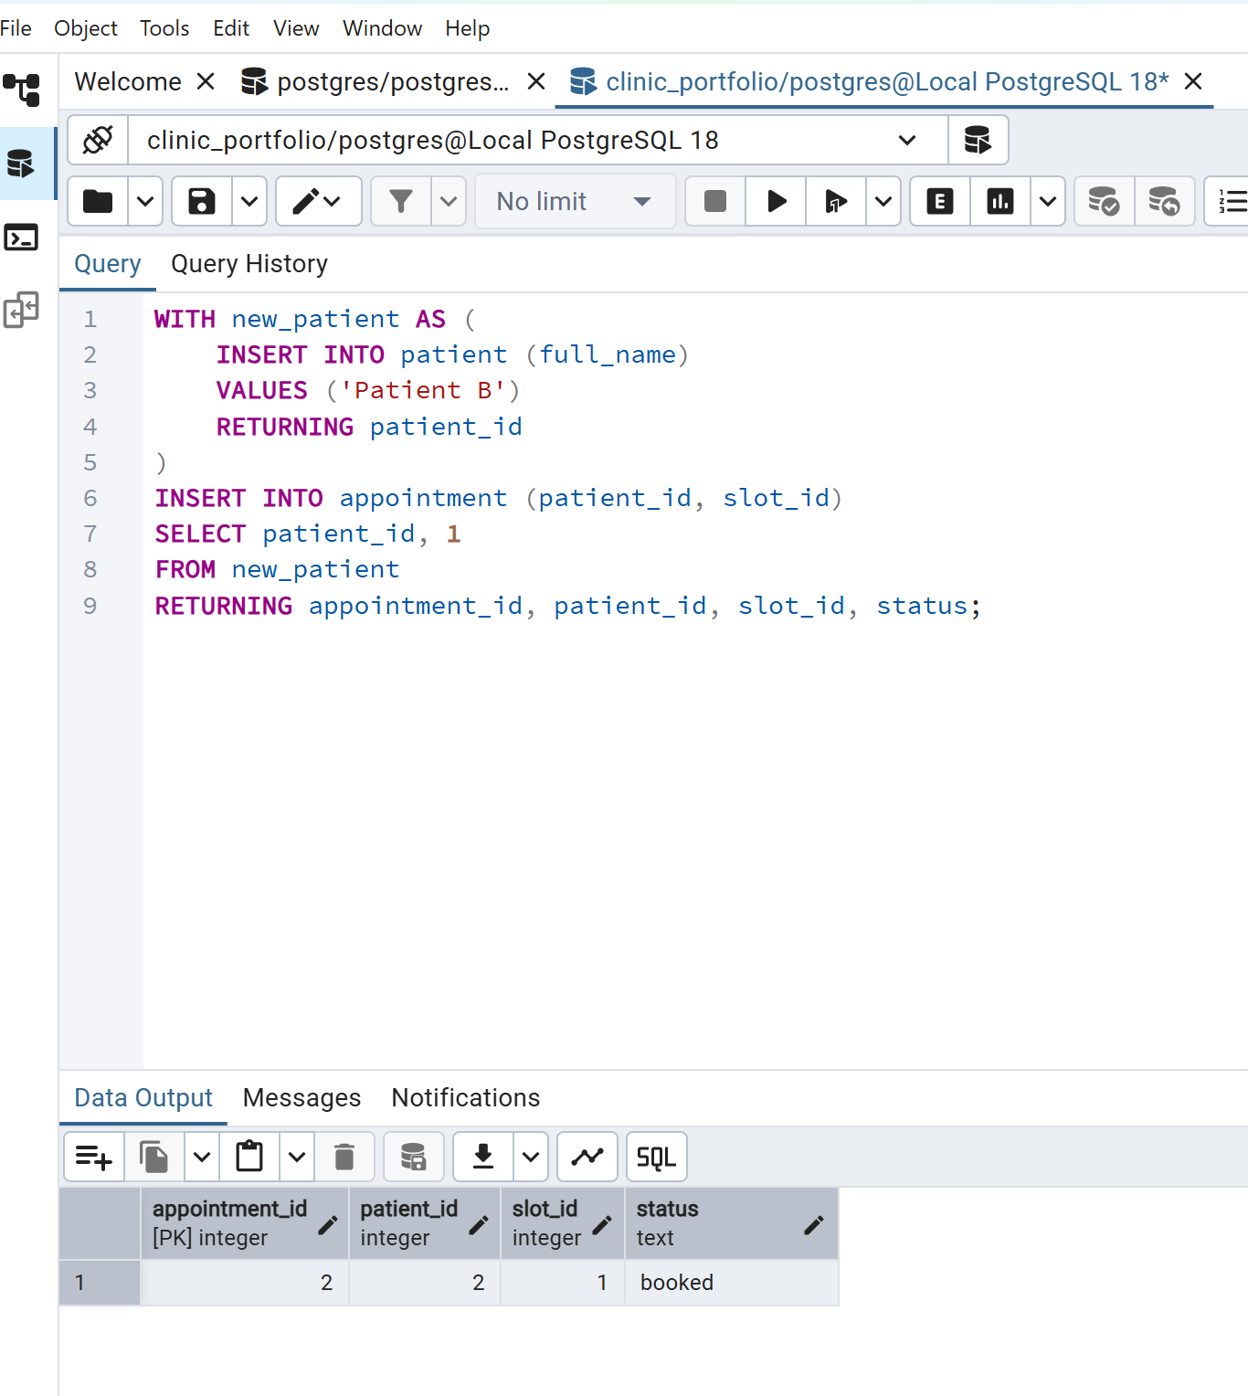 File Object Tools Edit View Window Help
Welcome postgres/postgres... clinic_portfolio/postgres@Local PostgreSQL 18*
clinic_portfolio/postgres@Local PostgreSQL 18
No limit
E
Query Query History
1 WITH new_patient AS (
2 INSERT INTO patient (full_name)
3 VALUES ('Patient B')
4 RETURNING patient_id
5 )
6 INSERT INTO appointment (patient_id, slot_id)
7 SELECT patient_id, 1
8 FROM new_patient
9 RETURNING appointment_id, patient_id, slot_id, status;
Data Output Messages Notifications
SQL
appointment_id patient_id slot_id status
[PK] integer integer integer text
1 2 2 1 booked